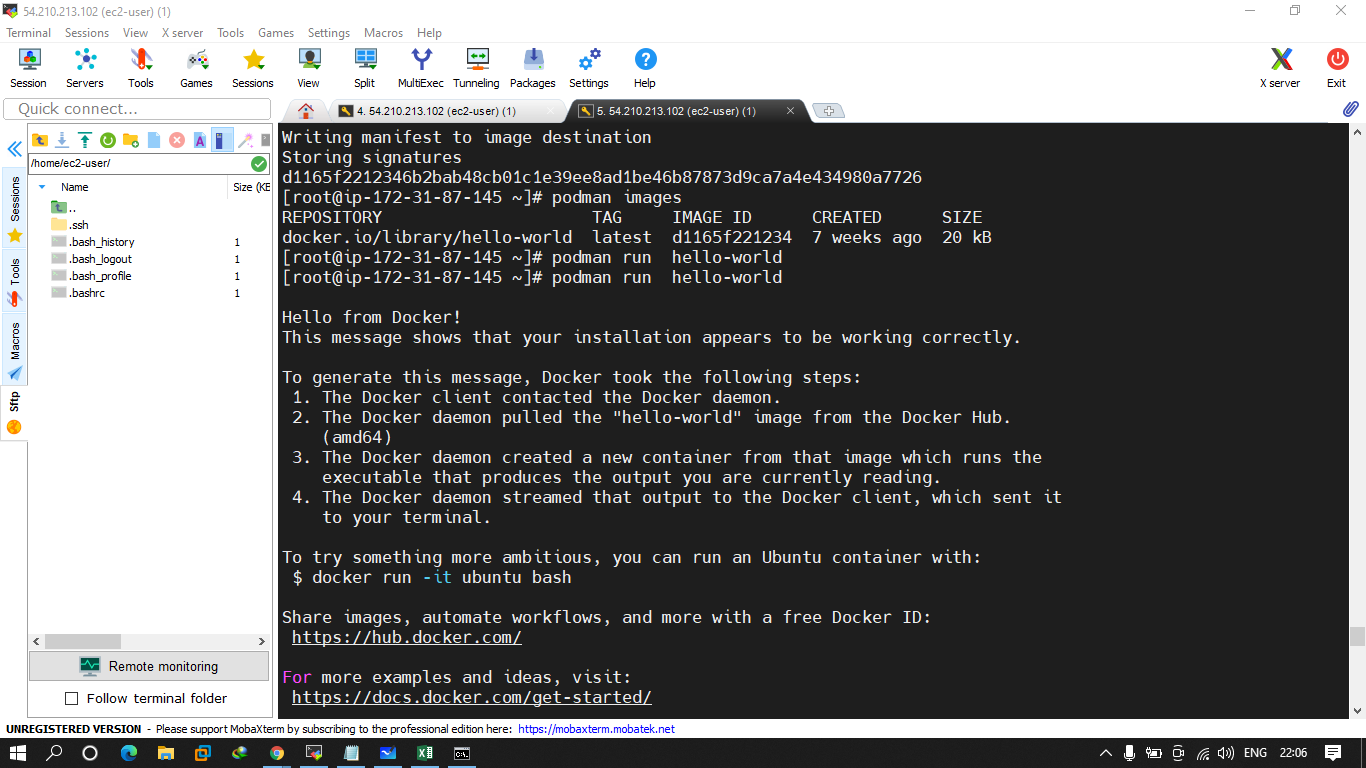 54.210.213.102 (ec2-user) (1)
Terminal Sessions View X server Tools Games Settings Macros Help
Session Servers Tools Games Sessions View Split MultiExec Tunneling Packages Settings Help X server Exit
Quick connect...
4. 54.210.213.102 (ec2-user) (1)
5. 54.210.213.102 (ec2-user) (1)
/home/ec2-user/
Name Size (KB
..
.ssh
.bash_history 1
.bash_logout 1
.bash_profile 1
.bashrc 1
Sessions
Tools
Macros
Sftp
Remote monitoring
Follow terminal folder
Writing manifest to image destination
Storing signatures
d1165f2212346b2bab48cb01c1e39ee8ad1be46b87873d9ca7a4e434980a7726
[root@ip-172-31-87-145 ~]# podman images
REPOSITORY TAG IMAGE ID CREATED SIZE
docker.io/library/hello-world latest d1165f221234 7 weeks ago 20 kB
[root@ip-172-31-87-145 ~]# podman run  hello-world
[root@ip-172-31-87-145 ~]# podman run  hello-world
Hello from Docker!
This message shows that your installation appears to be working correctly.
To generate this message, Docker took the following steps:
1. The Docker client contacted the Docker daemon.
2. The Docker daemon pulled the "hello-world" image from the Docker Hub.
(amd64)
3. The Docker daemon created a new container from that image which runs the
executable that produces the output you are currently reading.
4. The Docker daemon streamed that output to the Docker client, which sent it
to your terminal.
To try something more ambitious, you can run an Ubuntu container with:
$ docker run -it ubuntu bash
Share images, automate workflows, and more with a free Docker ID:
https://hub.docker.com/
For more examples and ideas, visit:
https://docs.docker.com/get-started/
UNREGISTERED VERSION - Please support MobaXterm by subscribing to the professional edition here: https://mobaxterm.mobatek.net
ENG 22:06